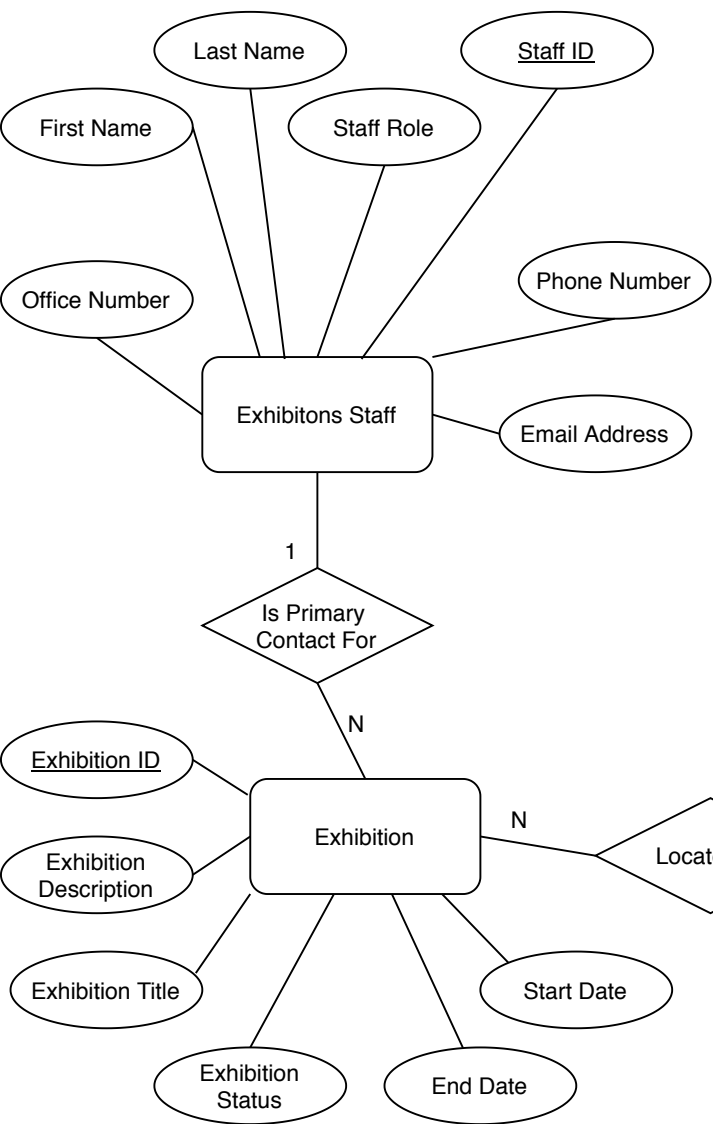 Last Name
Staff ID
First Name
Staff Role
Phone Number
Office Number
Exhibitons Staff
Email Address
1
Is Primary
Contact For
N
Exhibition ID
N
Exhibition
Exhibition
Description
Exhibition Title
Start Date
Exhibition
Status
End Date